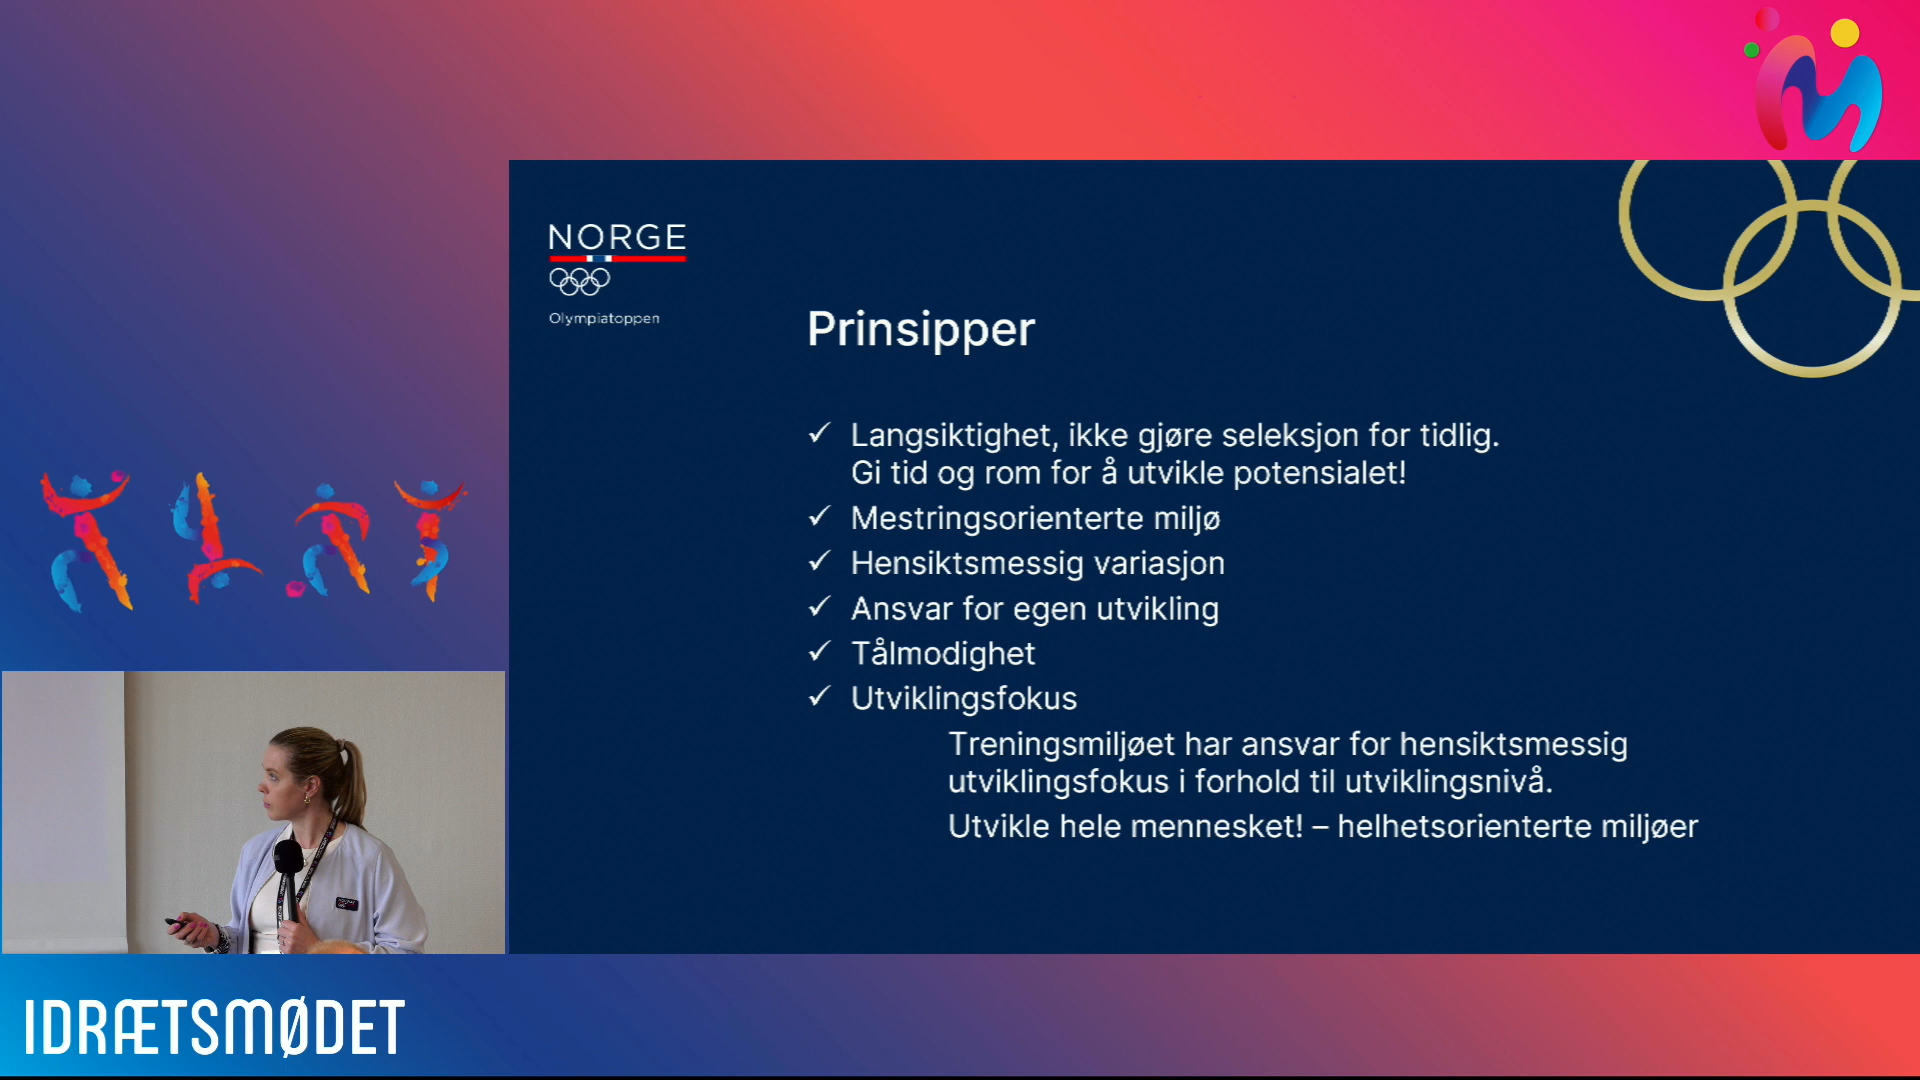 NORGE
Olympiatoppen
Prinsipper
✓ Langsiktighet, ikke gjøre seleksjon for tidlig.
Gi tid og rom for å utvikle potensialet!
✓ Mestringsorienterte miljø
✓ Hensiktsmessig variasjon
✓ Ansvar for egen utvikling
✓ Tålmodighet
✓ Utviklingsfokus
Treningsmiljøet har ansvar for hensiktsmessig
utviklingsfokus i forhold til utviklingsnivå.
Utvikle hele mennesket! – helhetsorienterte miljøer
IDRÆTSMØDET